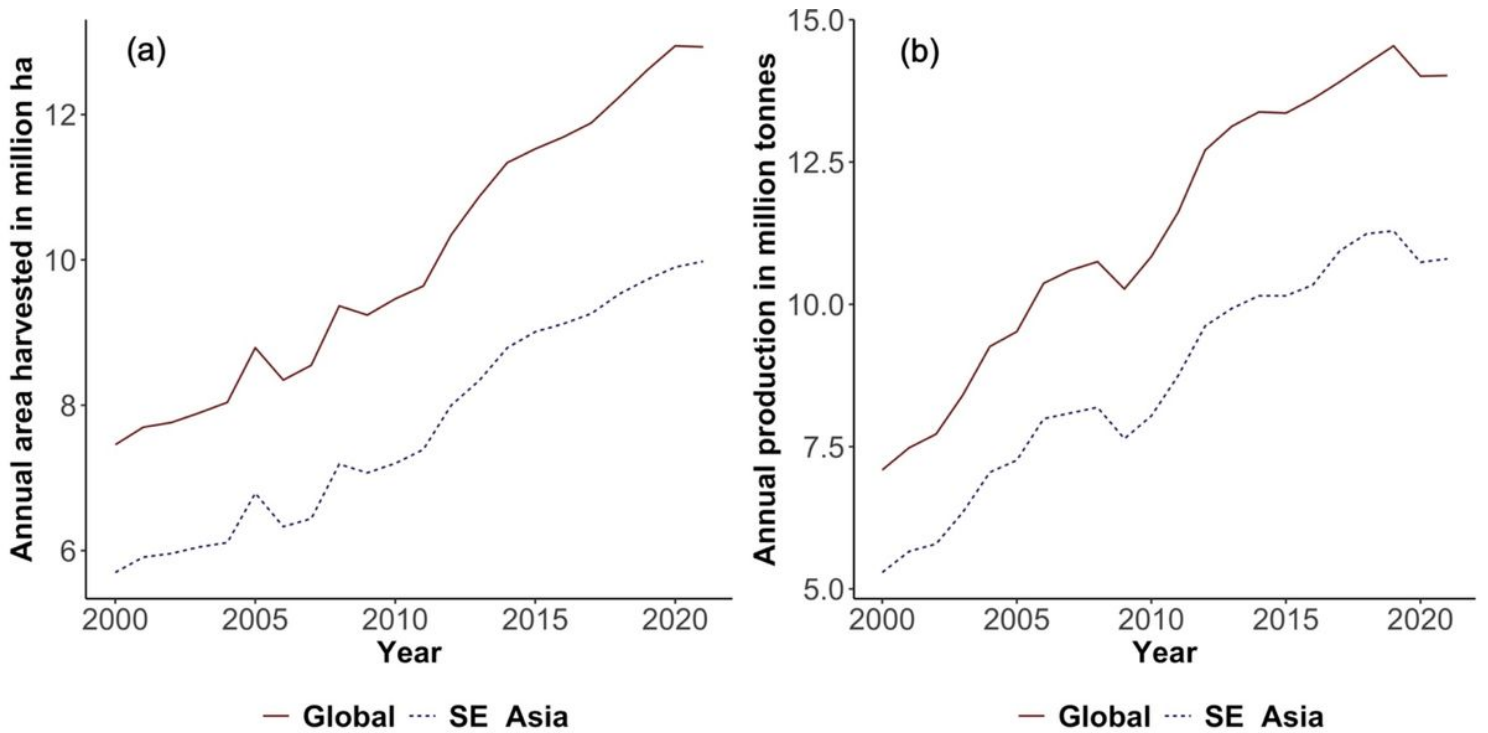 (a)
Annual area harvested in million ha
12
10
8
6
2000 2005 2010 2015 2020
Year
Global SE Asia
(b)
Annual production in million tonnes
15.0
12.5
10.0
7.5
5.0
2000 2005 2010 2015 2020
Year
Global SE Asia